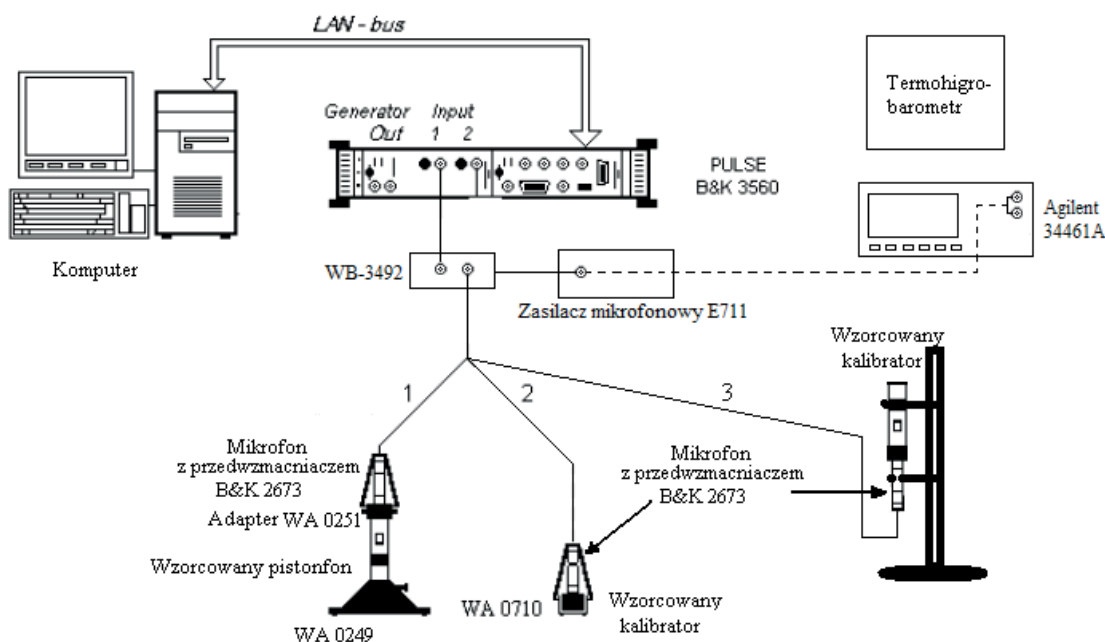 LAN - bus
Generator Input
Out 1 2
Termohigro-
barometr
PULSE
B&K 3560
Agilent
34461A
Komputer
WB-3492
Zasilacz mikrofonowy E711
Wzorcowany
kalibrator
1
2
3
Mikrofon
z przedwzmacniaczem
B&K 2673
Adapter WA 0251
Wzorcowany pistonfon
WA 0249
Mikrofon
z przedwzmacniaczem
B&K 2673
WA 0710
Wzorcowany
kalibrator